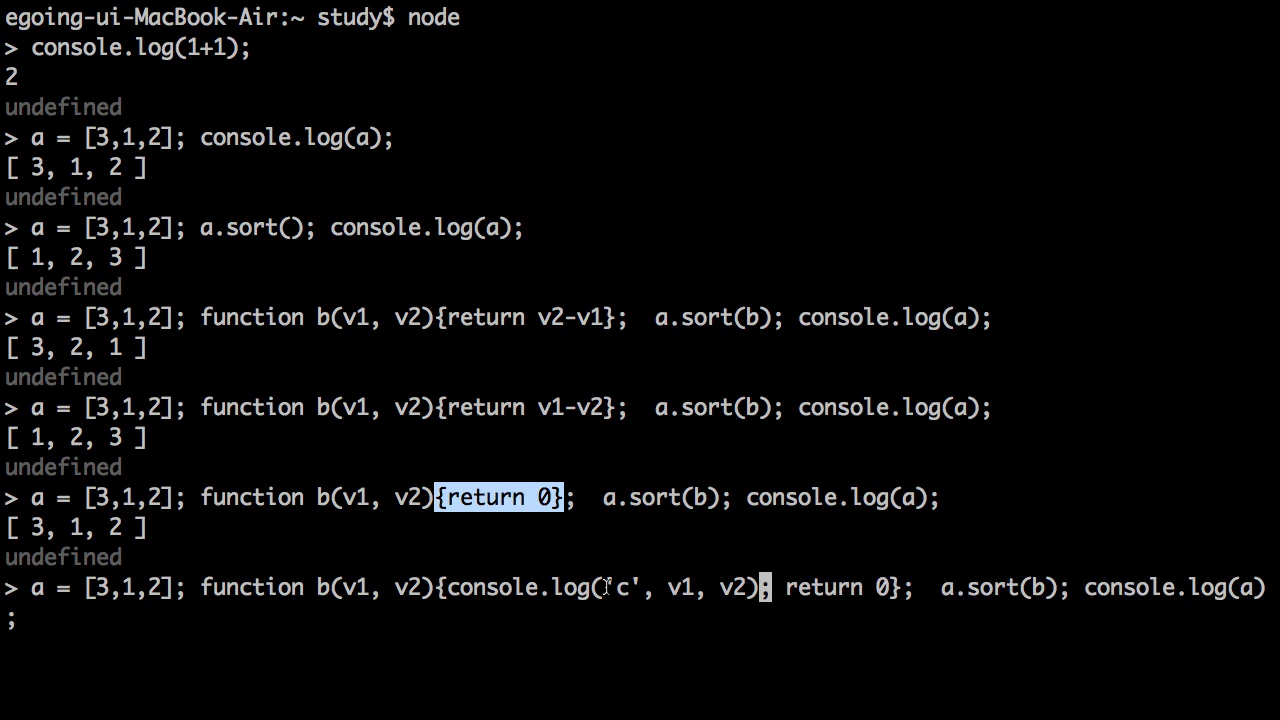 egoing-ui-MacBook-Air:~ study$ node
> console.log(1+1);
2
undefined
> a = [3,1,2]; console.log(a);
[ 3, 1, 2 ]
undefined
> a = [3,1,2]; a.sort(); console.log(a);
[ 1, 2, 3 ]
undefined
> a = [3,1,2]; function b(v1, v2){return v2-v1};  a.sort(b); console.log(a);
[ 3, 2, 1 ]
undefined
> a = [3,1,2]; function b(v1, v2){return v1-v2};  a.sort(b); console.log(a);
[ 1, 2, 3 ]
undefined
> a = [3,1,2]; function b(v1, v2){return 0};  a.sort(b); console.log(a);
[ 3, 1, 2 ]
undefined
> a = [3,1,2]; function b(v1, v2){console.log('c', v1, v2); return 0};  a.sort(b); console.log(a)
;